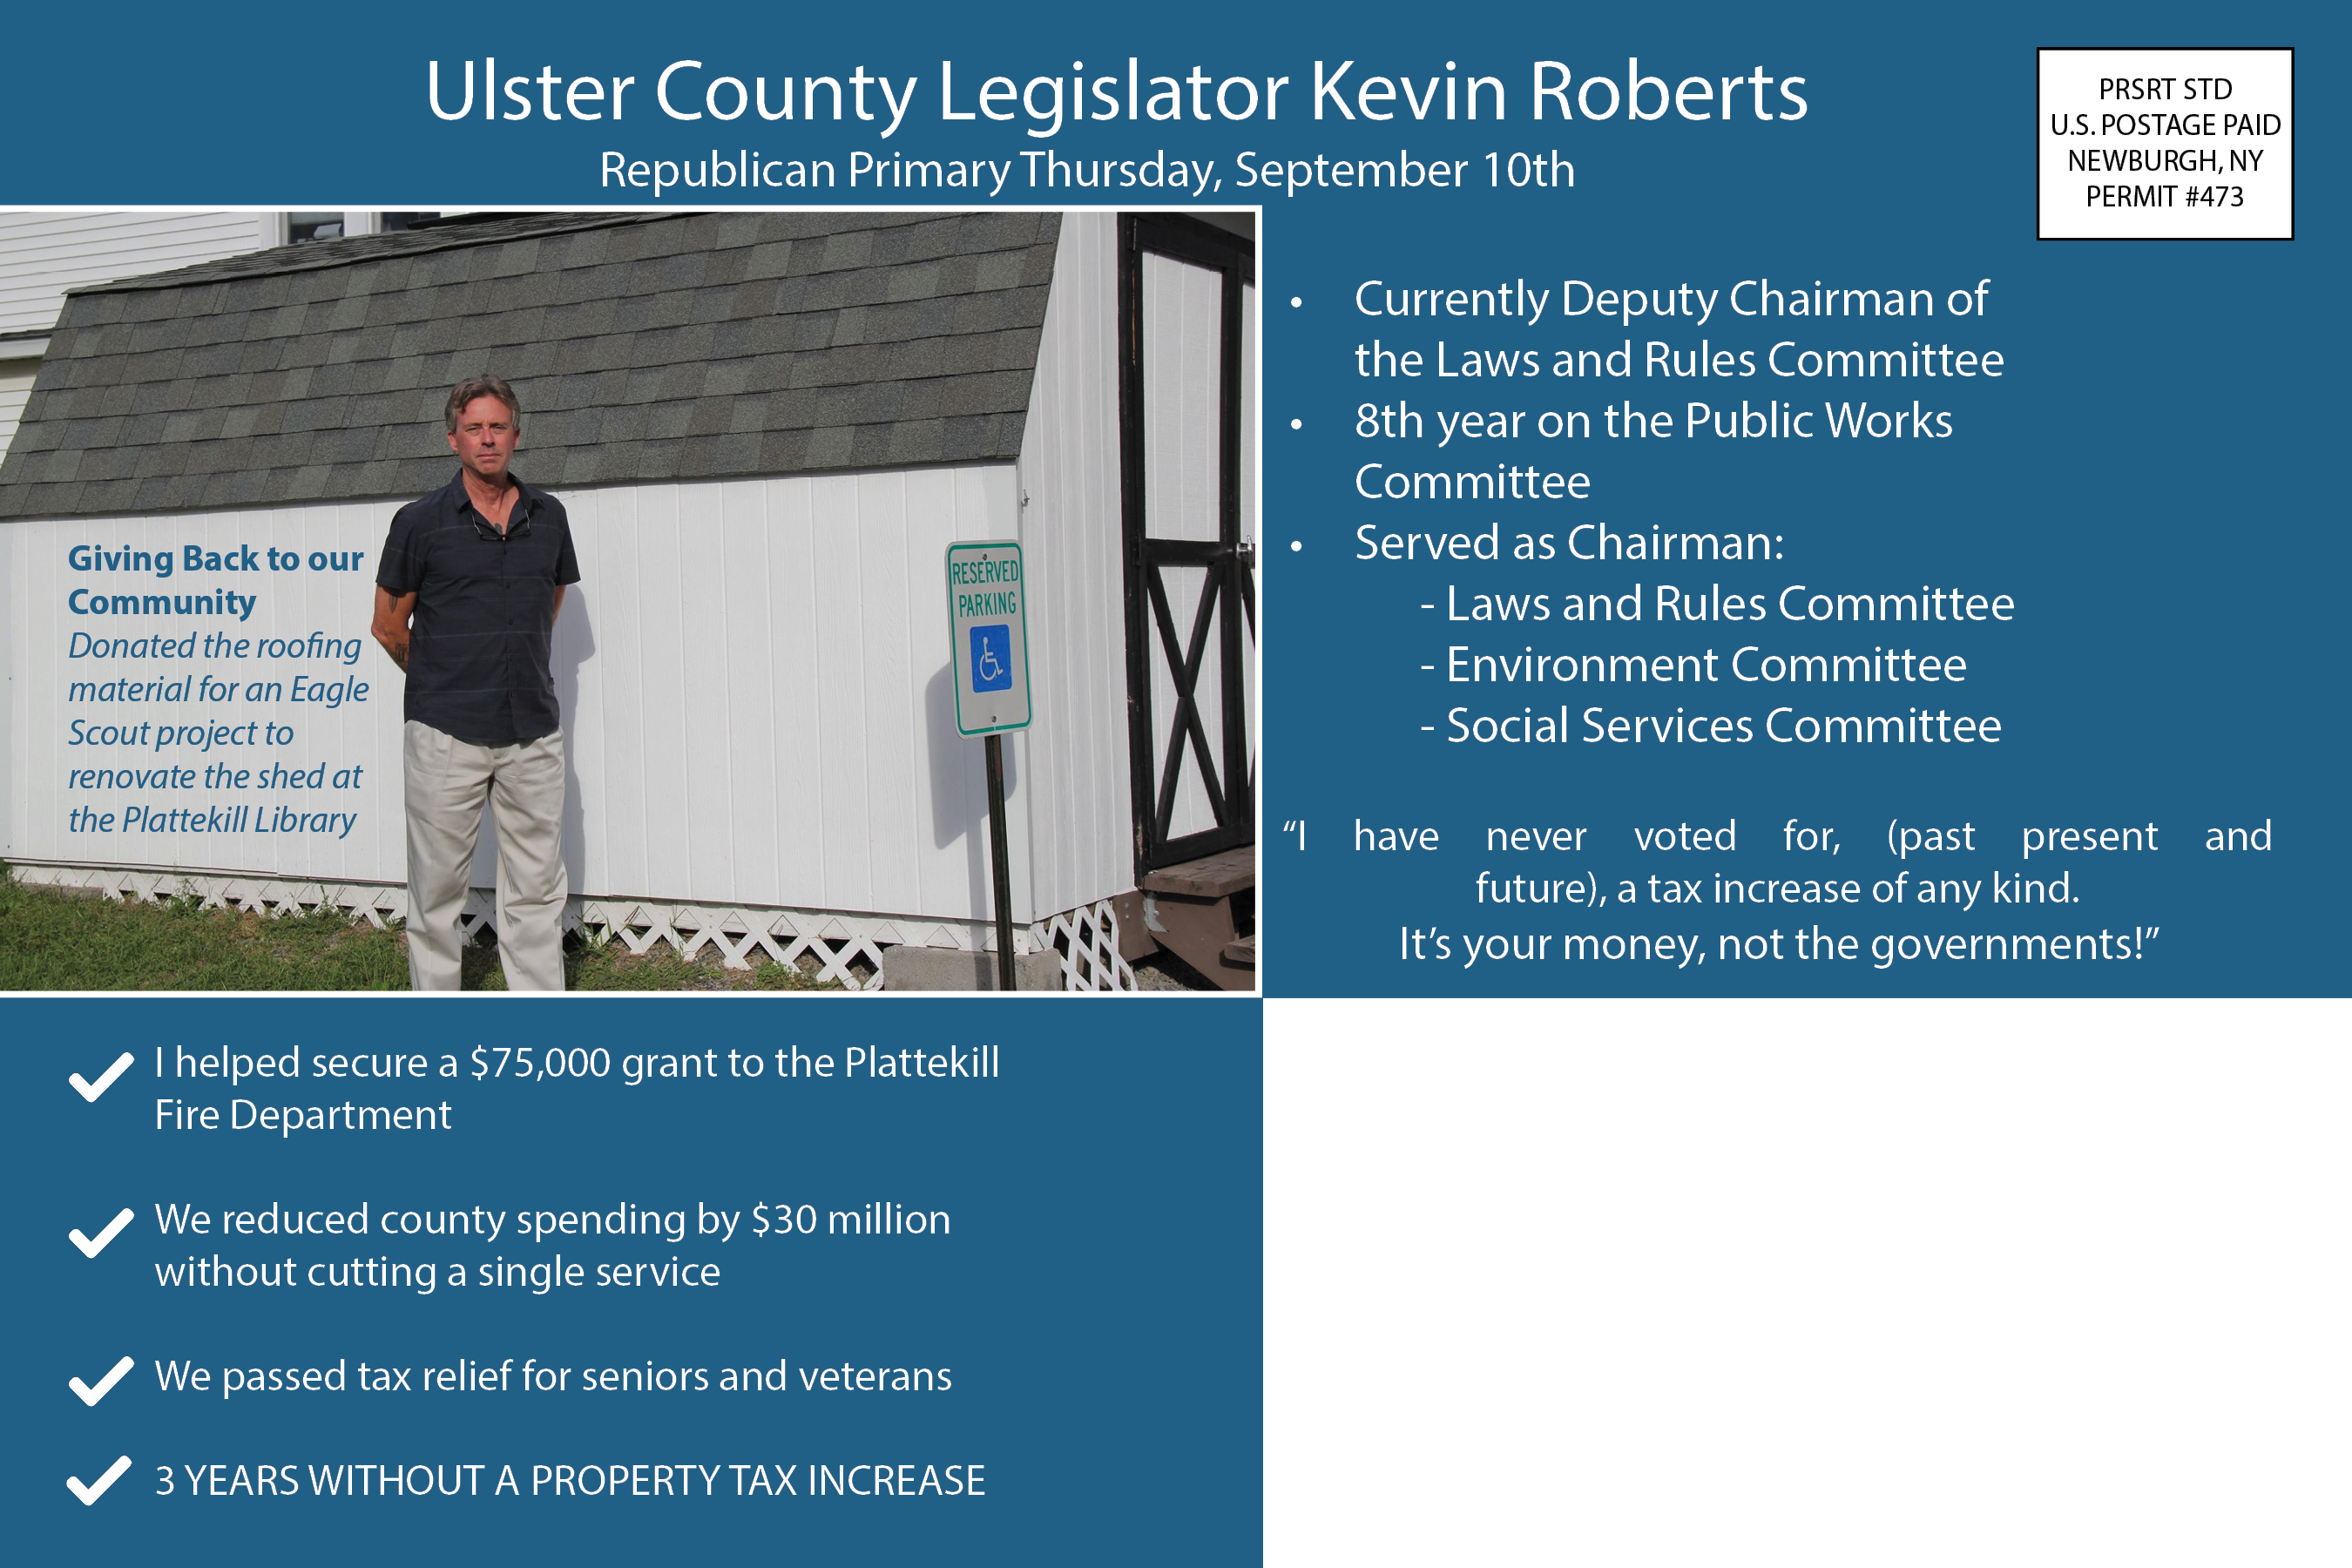 Ulster County Legislator Kevin Roberts
Republican Primary Thursday, September 10th
PRSRT STD
U.S. POSTAGE PAID
NEWBURGH, NY
PERMIT #473
Giving Back to our
Community
Donated the roofing
material for an Eagle
Scout project to
renovate the shed at
the Plattekill Library
RESERVED
PARKING
• Currently Deputy Chairman of
the Laws and Rules Committee
• 8th year on the Public Works
Committee
• Served as Chairman:
- Laws and Rules Committee
- Environment Committee
- Social Services Committee
“I have never voted for, (past present and
future), a tax increase of any kind.
It’s your money, not the governments!”
I helped secure a $75,000 grant to the Plattekill
Fire Department
We reduced county spending by $30 million
without cutting a single service
We passed tax relief for seniors and veterans
3 YEARS WITHOUT A PROPERTY TAX INCREASE